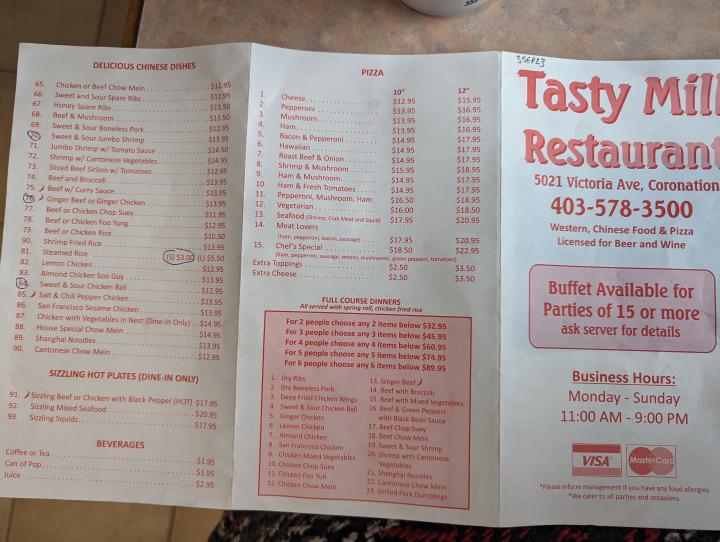 DELICIOUS CHINESE DISHES
65. Chicken or Beef Chow Mein $12.95
66. Sweet and Sour Spare Ribs $11.95
67. Honey Spare Ribs $13.50
68. Beef & Mushroom $13.50
69. Sweet & Sour Boneless Pork $12.95
70. Sweet & Sour Jumbo Shrimp $13.95
71. Jumbo Shrimp w/ Tomato Sauce $14.50
72. Shrimp w/ Cantonese Vegetables $14.95
73. Sliced Beef Sirlion w/ Tomatoes $12.95
74. Beef and Broccoli $13.95
75. Beef w/ Curry Sauce $13.95
76. Ginger Beef or Ginger Chicken $13.95
77. Beef or Chicken Chop Suey $11.95
78. Beef or Chicken Foo Yung $12.95
79. Beef or Chicken Rice $10.50
90. Shrimp Fried Rice $13.95
81. Steamed Rice (S) $3.00 (L) $5.50
82. Lemon Chicken $13.95
83. Almond Chicken Soo Guy $13.95
84. Sweet & Sour Chicken Ball $12.95
85. Salt & Chili Pepper Chicken $13.95
86. San Francisco Sesame Chicken $13.95
87. Chicken with Vegetables in Nest (Dine-in Only) $14.95
88. House Special Chow Mein $14.95
89. Shanghai Noodles $13.95
90. Cantonese Chow Mein $12.95
SIZZLING HOT PLATES (DINE-IN ONLY)
91. Sizzling Beef or Chicken with Black Pepper (HOT) $17.95
92. Sizzling Mixed Seafood $20.95
93. Sizzling Squids $17.95
BEVERAGES
Coffee or Tea $1.95
Can of Pop $1.95
Juice $2.95
PIZZA
10" 12"
1. Cheese $12.95 $15.95
2. Pepperoni $13.95 $16.95
3. Mushroom $13.95 $16.95
4. Ham $13.95 $16.95
5. Bacon & Pepperoni $14.95 $17.95
6. Hawaiian $14.95 $17.95
7. Roast Beef & Onion $14.95 $17.95
8. Shrimp & Mushroom $15.95 $18.95
9. Ham & Mushroom $14.95 $17.95
10. Ham & Fresh Tomatoes $14.95 $17.95
11. Pepperoni, Mushroom, Ham $16.50 $18.95
12. Vegetarian $16.00 $18.50
13. Seafood (Shrimp, Crab Meat and Squid) $17.95 $20.95
14. Meat Lovers
(ham, pepperoni, bacon, sausage) $17.95 $20.95
15. Chef's Special $18.50 $22.95
(ham, pepperoni, sausage, onions, mushrooms, green peppers, tomatoes)
Extra Toppings $2.50 $3.50
Extra Cheese $2.50 $3.50
FULL COURSE DINNERS
All served with spring roll, chicken fried rice
For 2 people choose any 2 items below $32.95
For 3 people choose any 3 items below $45.95
For 4 people choose any 4 items below $60.95
For 5 people choose any 5 items below $74.95
For 6 people choose any 6 items below $89.95
1. Dry Ribs
2. Dry Boneless Pork
3. Deep Fried Chicken Wings
4. Sweet & Sour Chicken Ball
5. Ginger Chicken
6. Lemon Chicken
7. Almond Chicken
8. San Francisco Chicken
9. Chicken Mixed Vegetables
10. Chicken Chop Suey
11. Chicken Foo Yun
12. Chicken Chow Mein
13. Ginger Beef
14. Beef with Broccoli
15. Beef with Mixed Vegetables
16. Beef & Green Peppers
with Black Bean Sauce
17. Beef Chop Suey
18. Beef Chow Mein
19. Sweet & Sour Shrimp
20. Shrimp with Cantonese
Vegetables
21. Shanghai Noodles
22. Cantonese Chow Mein
23. Grilled Pork Dumplings
3SEP23
Tasty Mill
Restaurant
5021 Victoria Ave, Coronation
403-578-3500
Western, Chinese Food & Pizza
Licensed for Beer and Wine
Buffet Available for
Parties of 15 or more
ask server for details
Business Hours:
Monday - Sunday
11:00 AM - 9:00 PM
VISA MasterCard
*Please inform management if you have any food allergies
*We cater to all parties and occasions